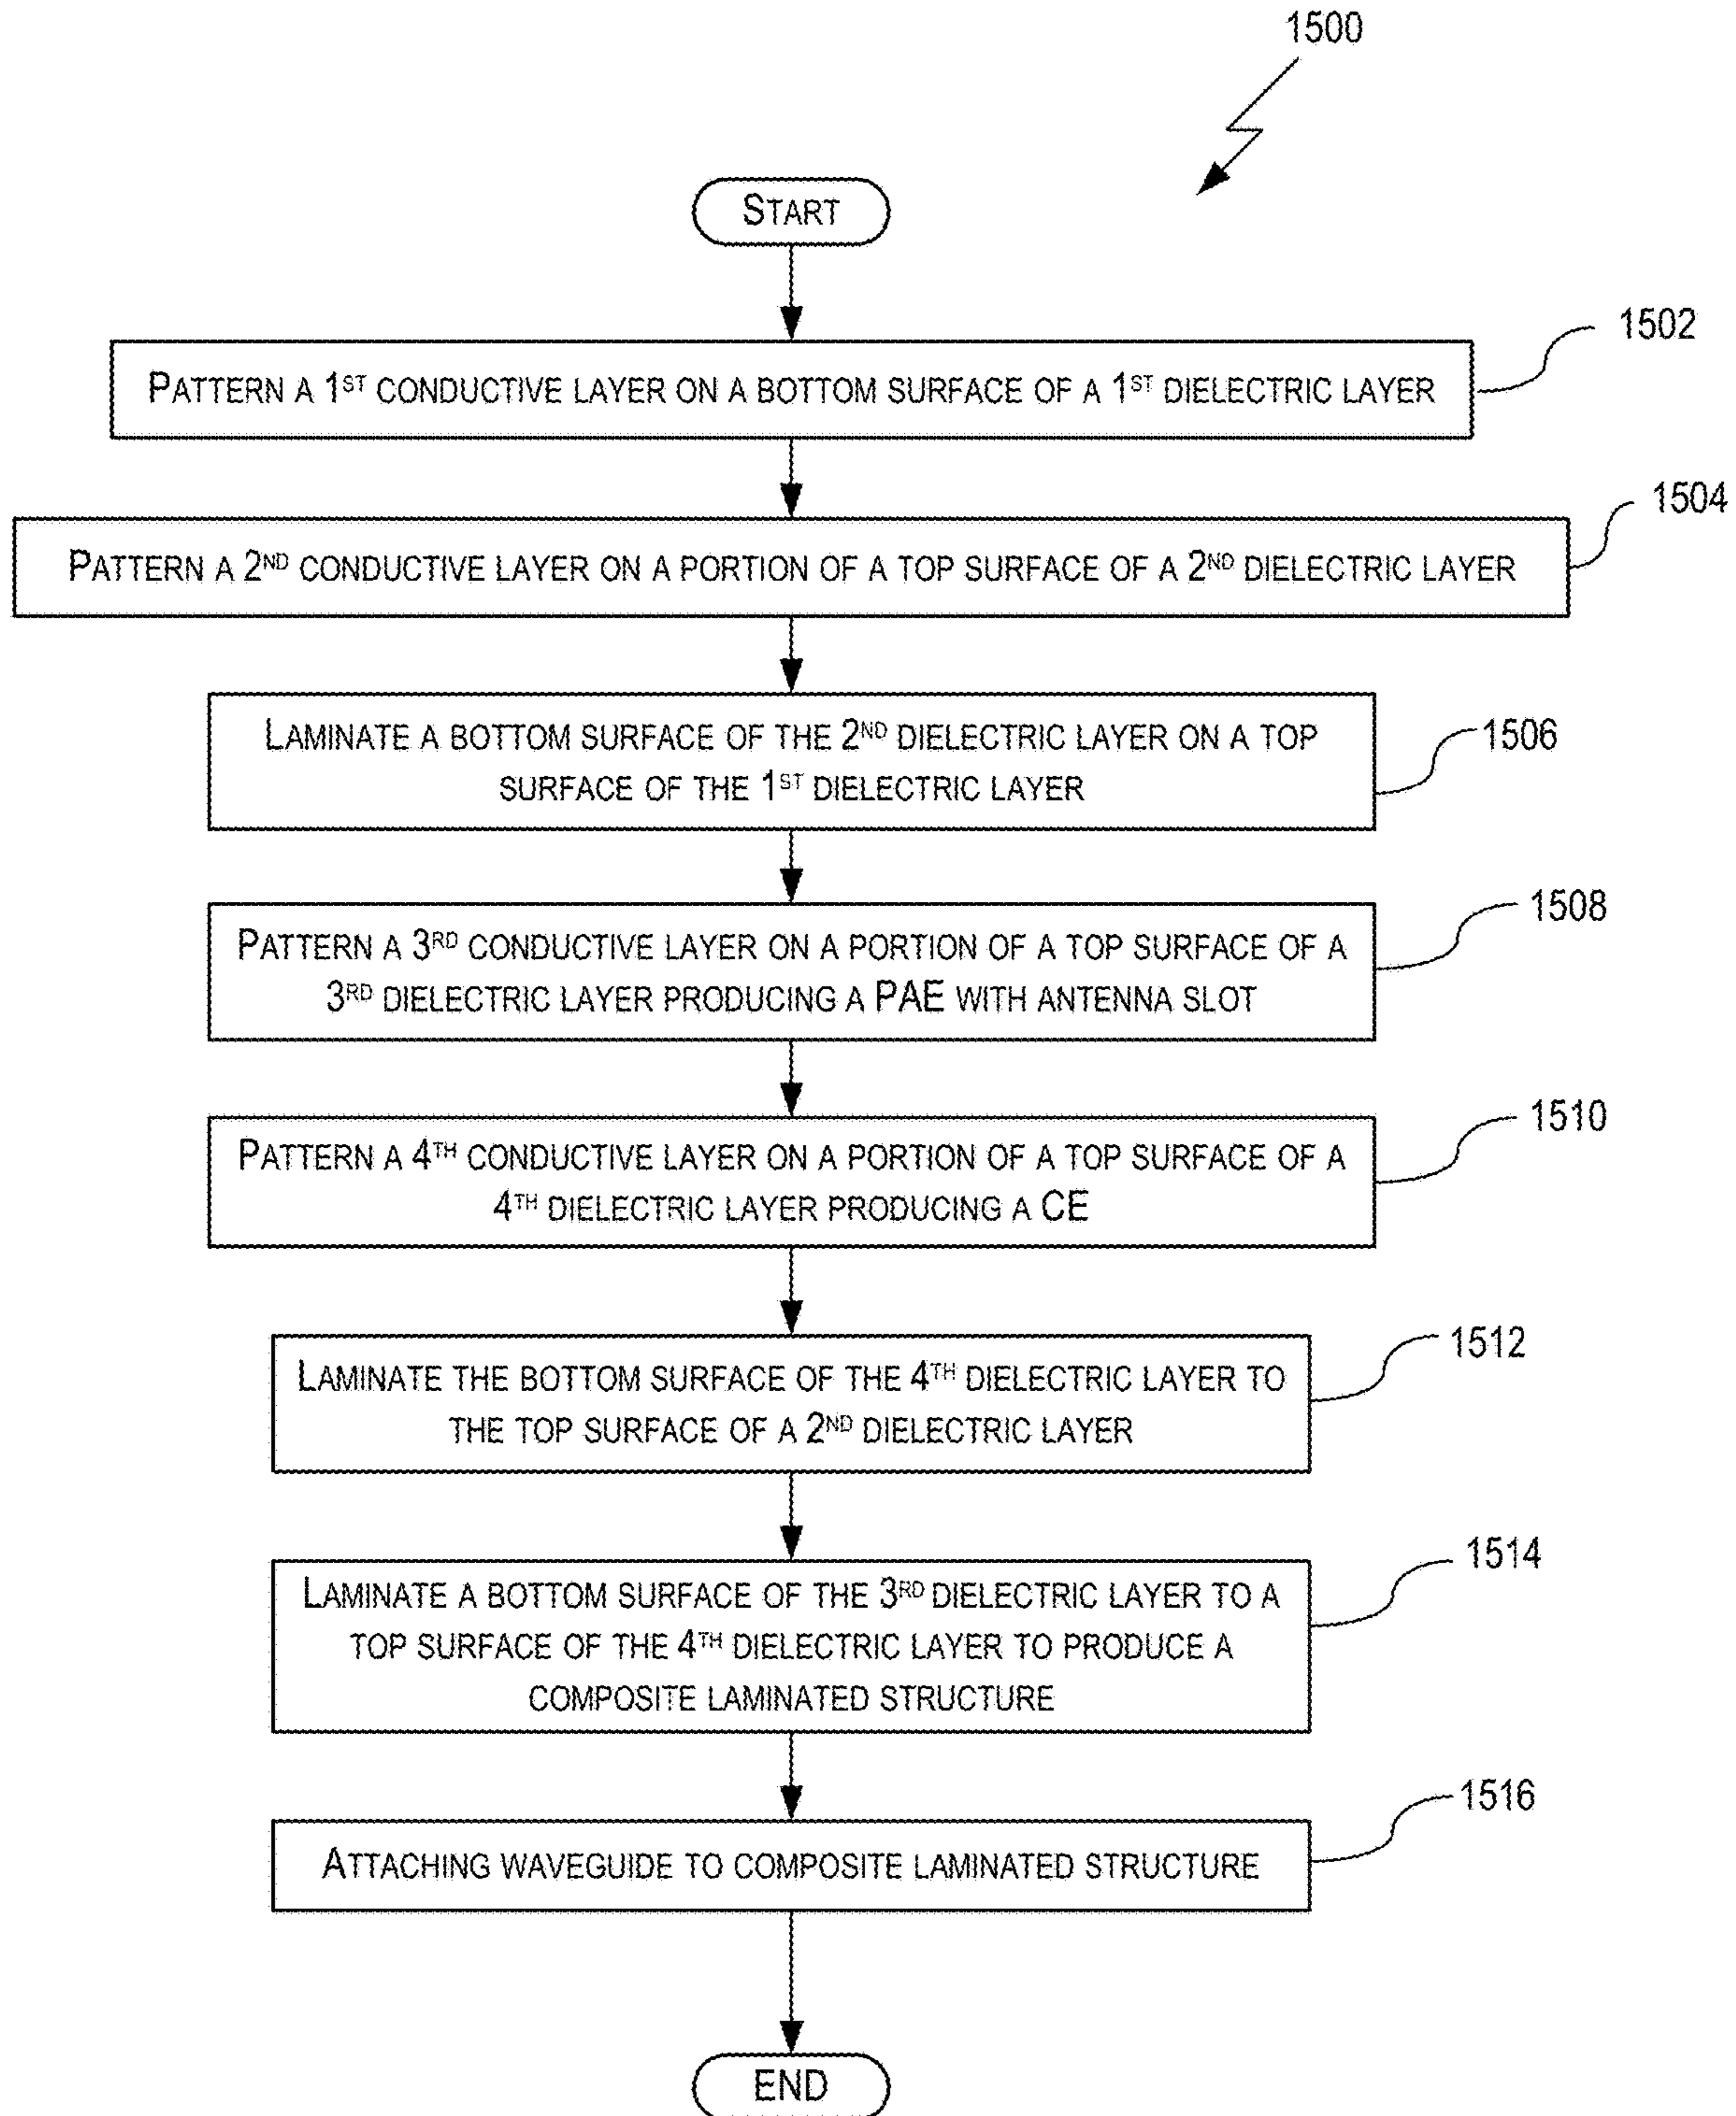 1500
START
1502
PATTERN A 1ST CONDUCTIVE LAYER ON A BOTTOM SURFACE OF A 1ST DIELECTRIC LAYER
1504
PATTERN A 2ND CONDUCTIVE LAYER ON A PORTION OF A TOP SURFACE OF A 2ND DIELECTRIC LAYER
LAMINATE A BOTTOM SURFACE OF THE 2ND DIELECTRIC LAYER ON A TOP
1506
SURFACE OF THE 1ST DIELECTRIC LAYER
1508
PATTERN A 3RD CONDUCTIVE LAYER ON A PORTION OF A TOP SURFACE OF A
3RD DIELECTRIC LAYER PRODUCING A PAE WITH ANTENNA SLOT
1510
PATTERN A 4TH CONDUCTIVE LAYER ON A PORTION OF A TOP SURFACE OF A
4TH DIELECTRIC LAYER PRODUCING A CE
1512
LAMINATE THE BOTTOM SURFACE OF THE 4TH DIELECTRIC LAYER TO
THE TOP SURFACE OF A 2ND DIELECTRIC LAYER
1514
LAMINATE A BOTTOM SURFACE OF THE 3RD DIELECTRIC LAYER TO A
TOP SURFACE OF THE 4TH DIELECTRIC LAYER TO PRODUCE A
COMPOSITE LAMINATED STRUCTURE
1516
ATTACHING WAVEGUIDE TO COMPOSITE LAMINATED STRUCTURE
END